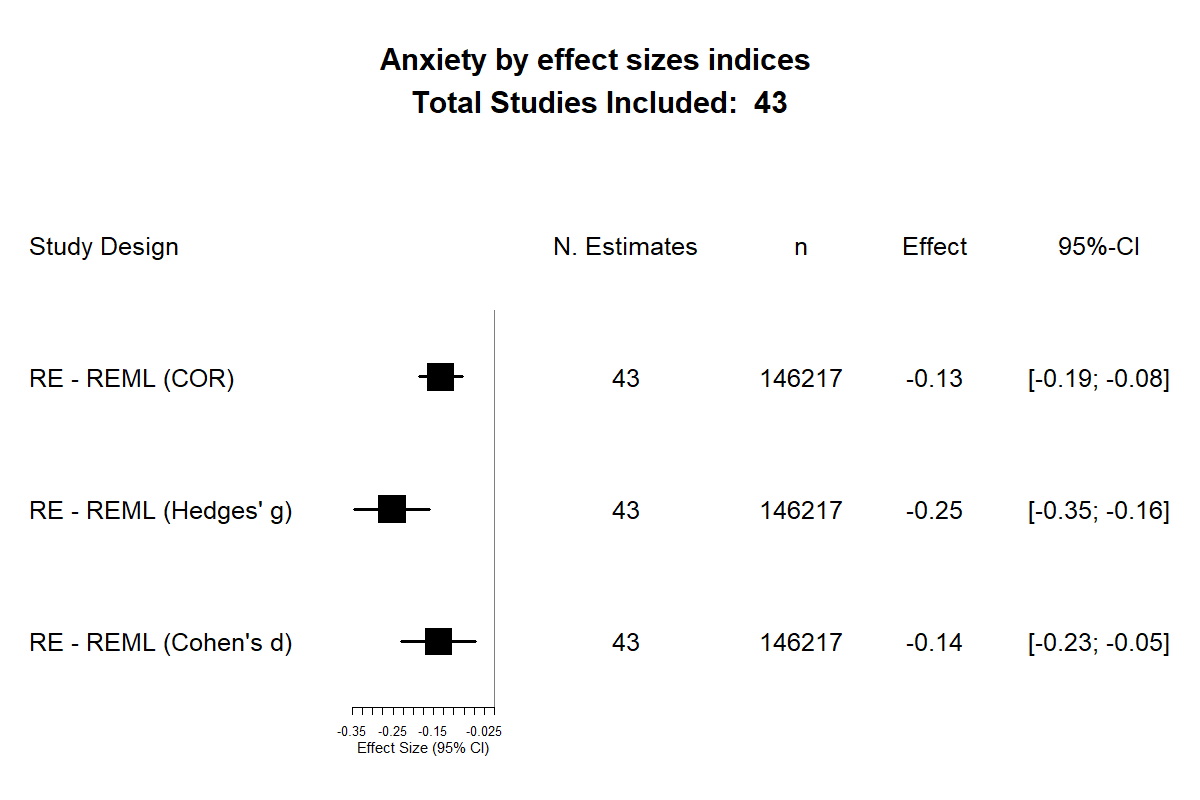 Anxiety by effect sizes indices
Total Studies Included:  43
Study Design N. Estimates n Effect 95%-CI
RE - REML (COR) 43 146217 -0.13 [-0.19; -0.08]
RE - REML (Hedges' g) 43 146217 -0.25 [-0.35; -0.16]
RE - REML (Cohen's d) 43 146217 -0.14 [-0.23; -0.05]
-0.35 -0.25 -0.15 -0.025
Effect Size (95% CI)